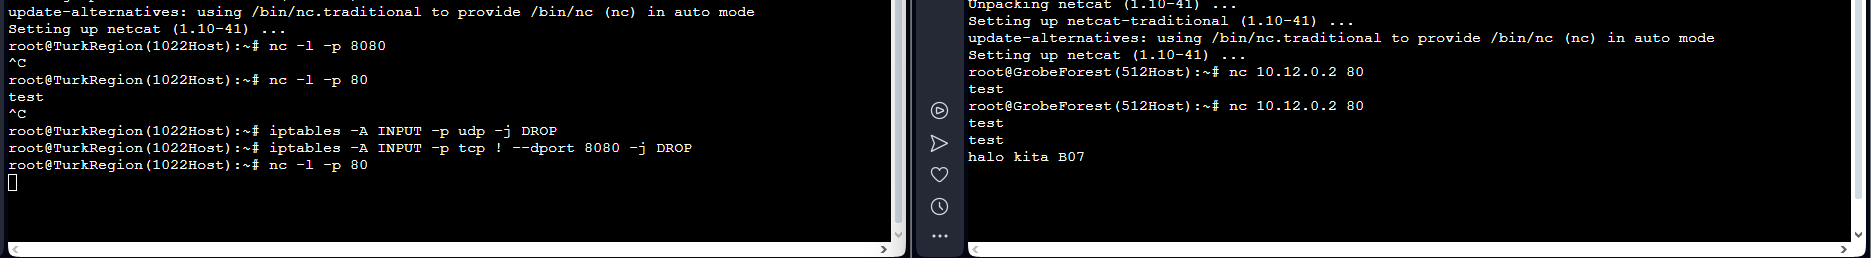 update-alternatives: using /bin/nc.traditional to provide /bin/nc (nc) in auto mode
Setting up netcat (1.10-41) ...
root@TurkRegion(1022Host):~# nc -l -p 8080
^C
root@TurkRegion(1022Host):~# nc -l -p 80
test
^C
root@TurkRegion(1022Host):~# iptables -A INPUT -p udp -j DROP
root@TurkRegion(1022Host):~# iptables -A INPUT -p tcp ! --dport 8080 -j DROP
root@TurkRegion(1022Host):~# nc -l -p 80
Unpacking netcat (1.10-41) ...
Setting up netcat-traditional (1.10-41) ...
update-alternatives: using /bin/nc.traditional to provide /bin/nc (nc) in auto mode
Setting up netcat (1.10-41) ...
root@GrobeForest(512Host):~# nc 10.12.0.2 80
test
root@GrobeForest(512Host):~# nc 10.12.0.2 80
test
test
halo kita B07